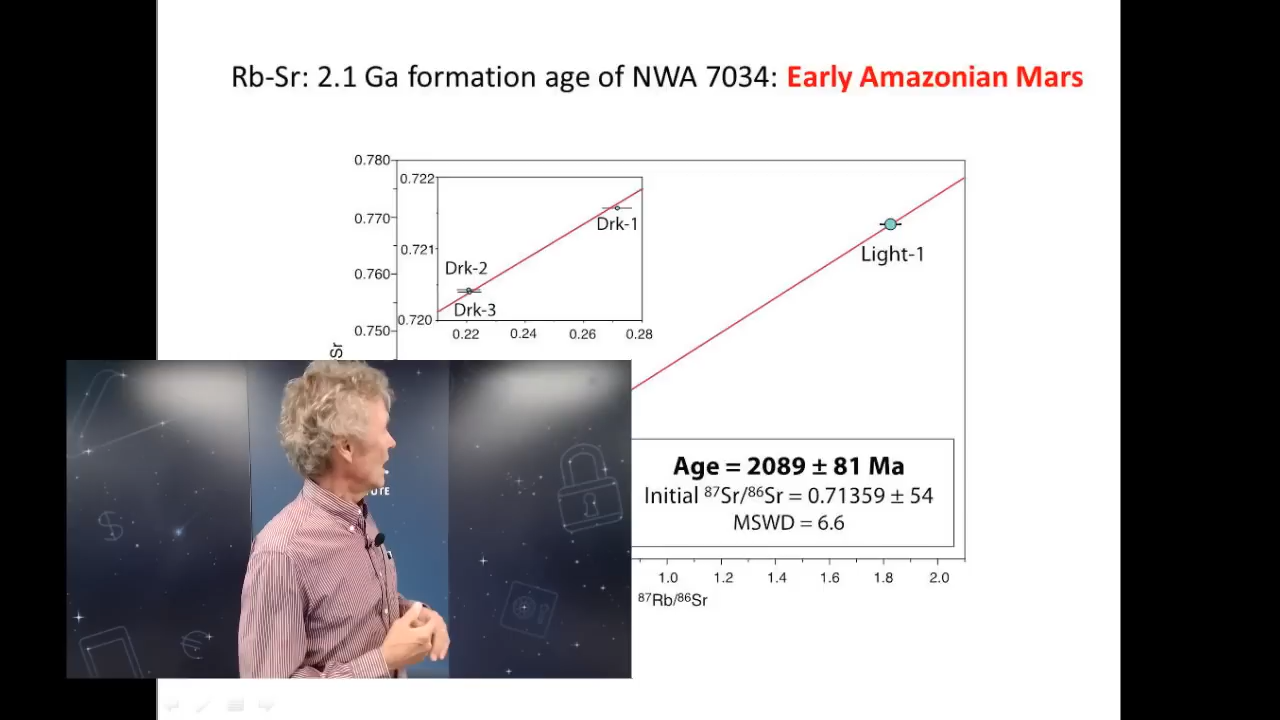 Rb-Sr: 2.1 Ga formation age of NWA 7034: Early Amazonian Mars
0.780
0.770
0.760
0.750
Sr
0.722
0.721
0.720
Drk-1
Drk-2
Drk-3
0.22 0.24 0.26 0.28
Light-1
Age = 2089 ± 81 Ma
Initial ⁸⁷Sr/⁸⁶Sr = 0.71359 ± 54
MSWD = 6.6
1.0 1.2 1.4 1.6 1.8 2.0
⁸⁷Rb/⁸⁶Sr